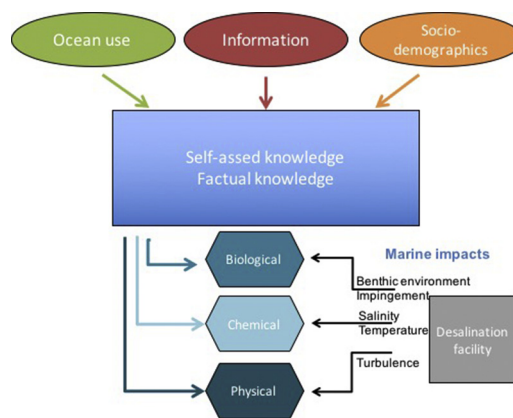 Ocean use
Information
Socio-
demographics
Self-assed knowledge
Factual knowledge
Biological
Marine impacts
Benthic environment
Impingement
Chemical
Salinity
Temperature
Desalination
facility
Turbulence
Physical